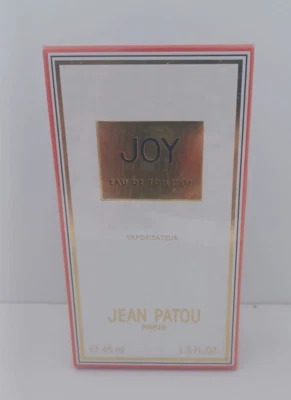 JOY
EAU DE TOILETTE
VAPORISATEUR
JEAN PATOU
PARIS
℮ 45 ml 1.5 FL.OZ